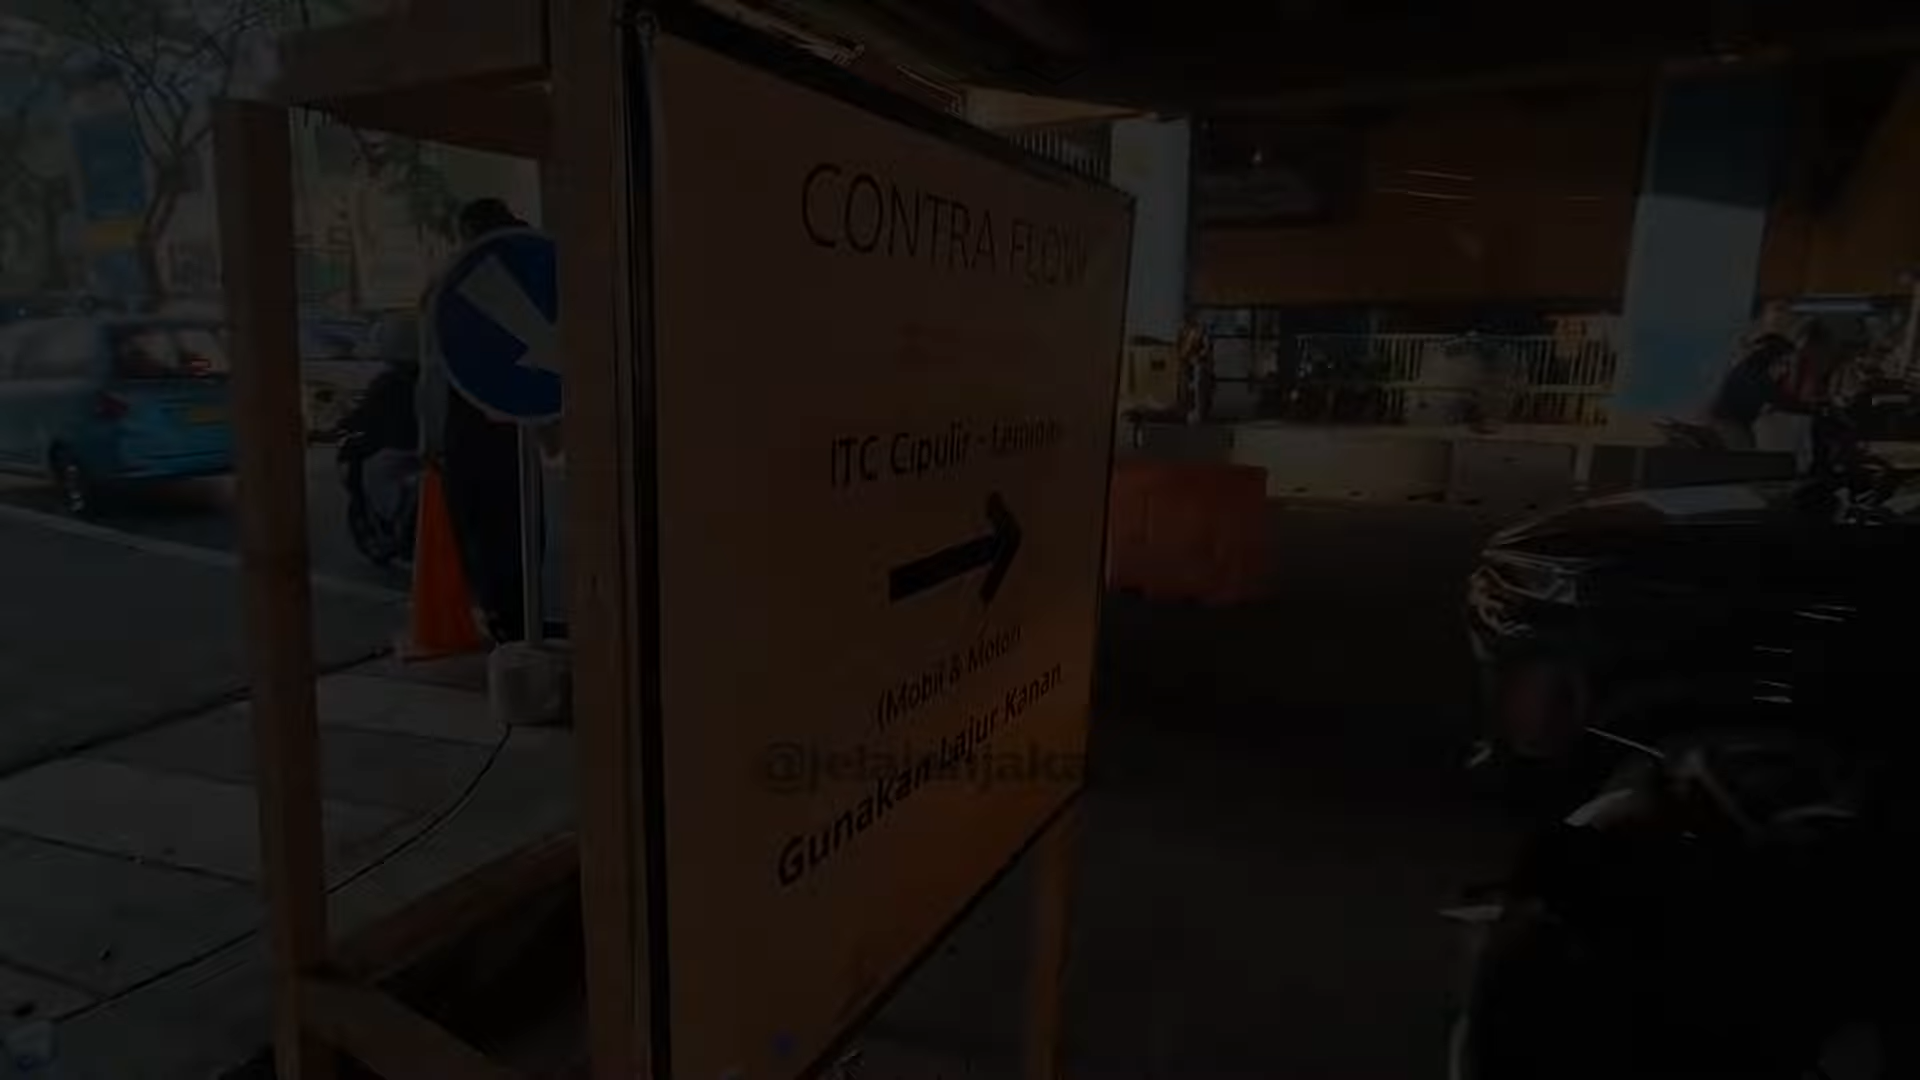 CONTRA FLOW
ITC Cipulir -
(Mobil & Motor)
Gunakan Lajur Kanan